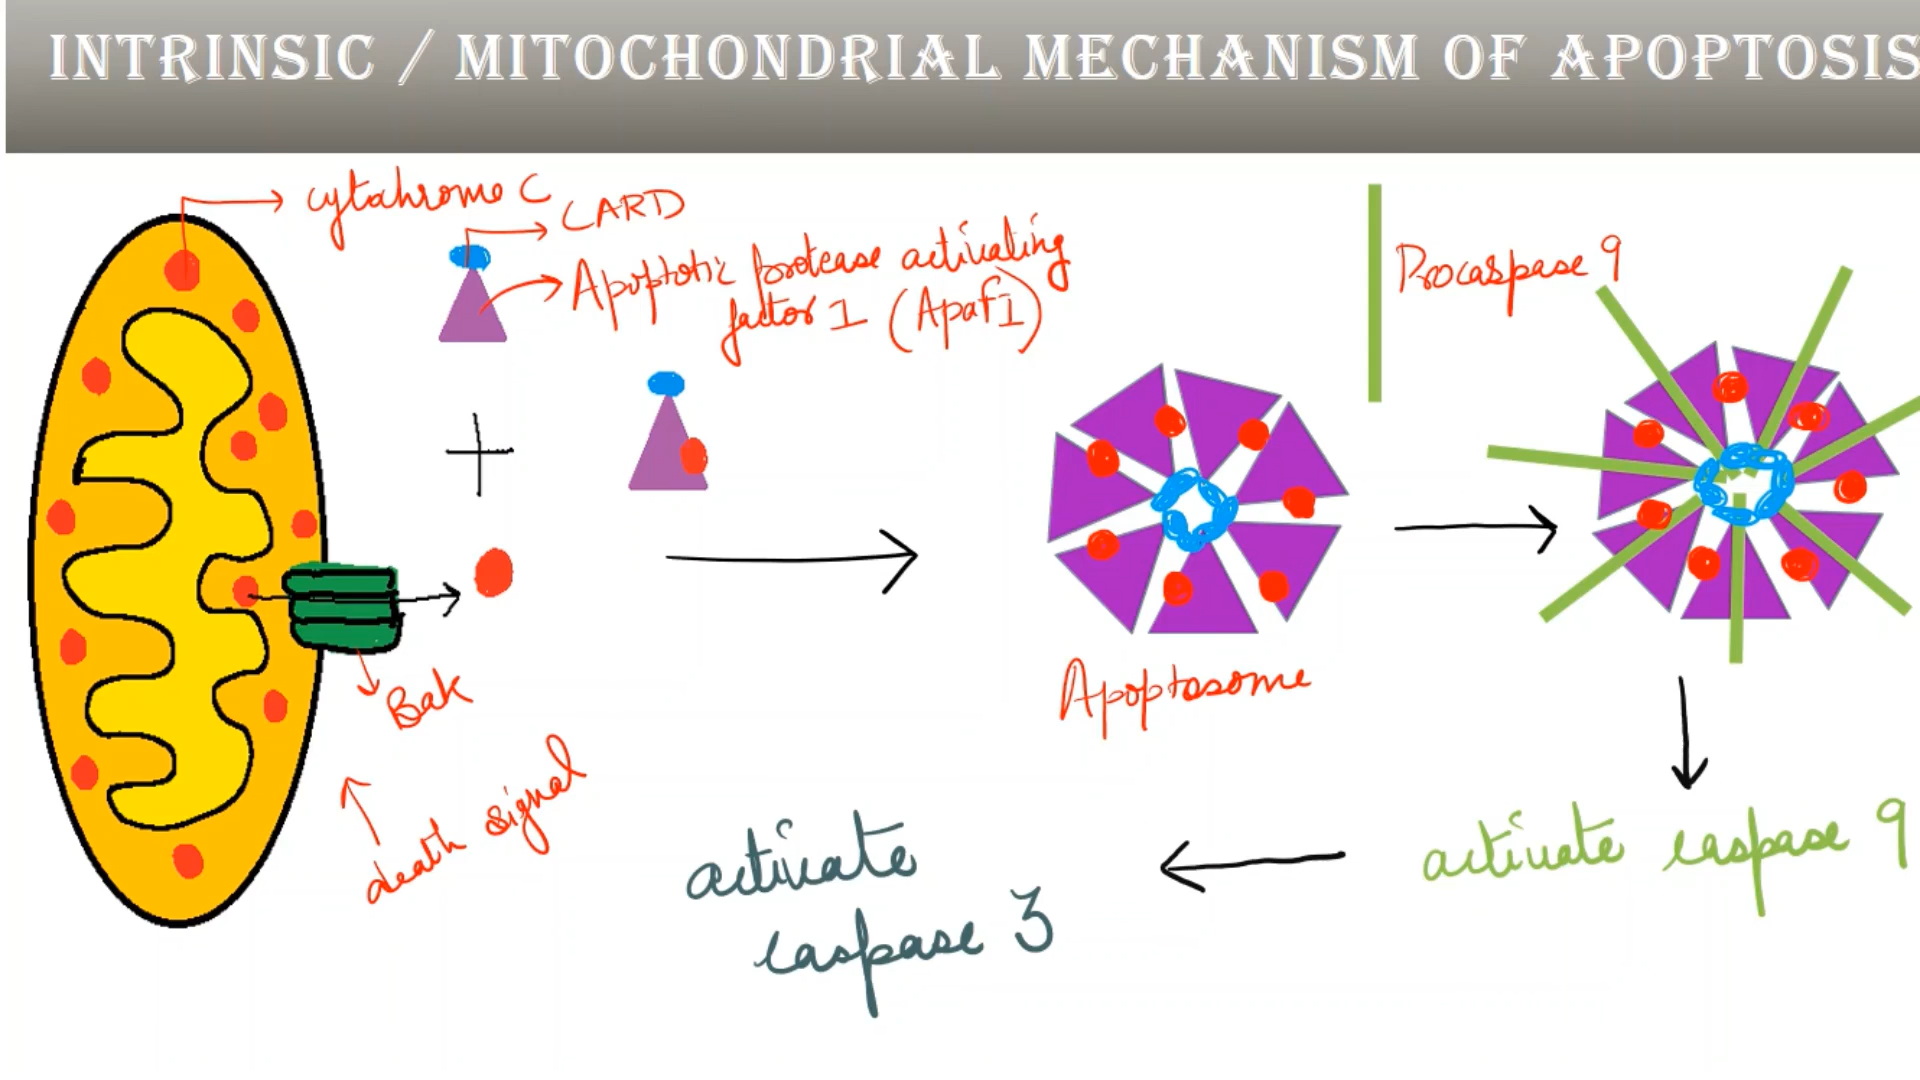 INTRINSIC / MITOCHONDRIAL MECHANISM OF APOPTOSIS
cytochrome C
CARD
Apoptotic protease activating
factor 1 (Apaf1)
Procaspase 9
Bak
death signal
Apoptosome
activate caspase 9
activate
caspase 3